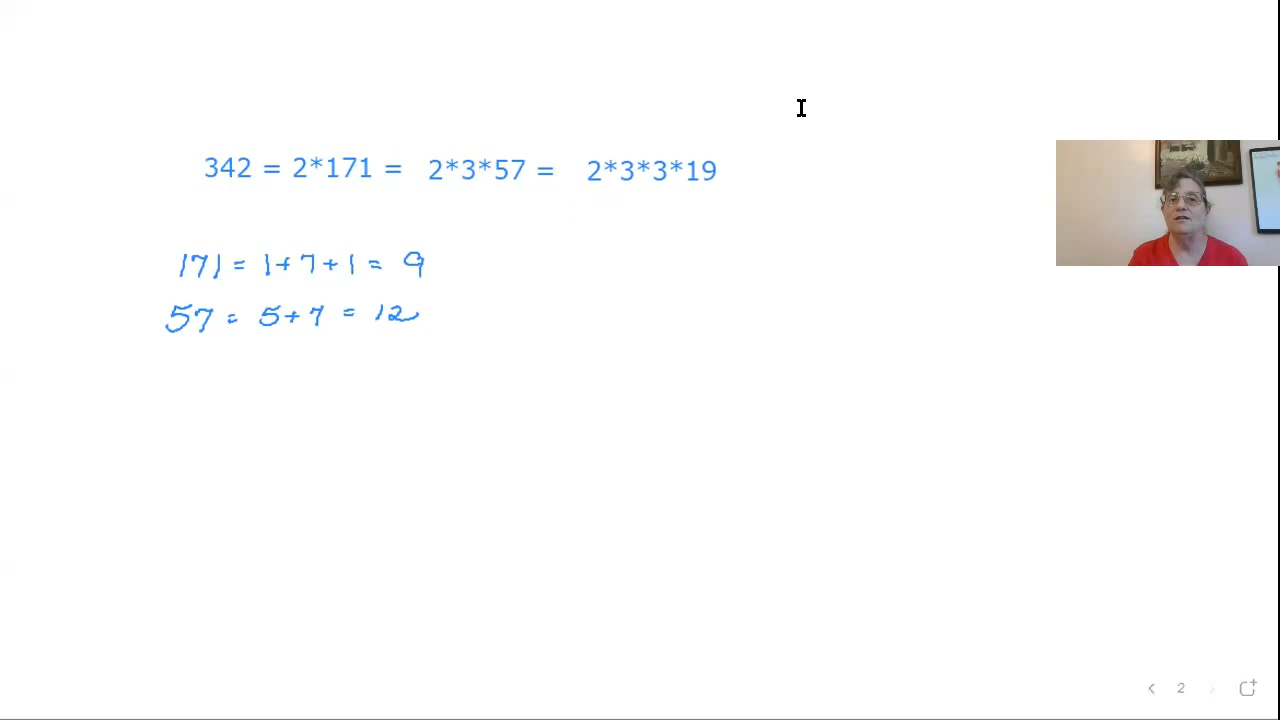 342 = 2*171 = 2*3*57 = 2*3*3*19
171 = 1+7+1 = 9
57 = 5+7 = 12
2